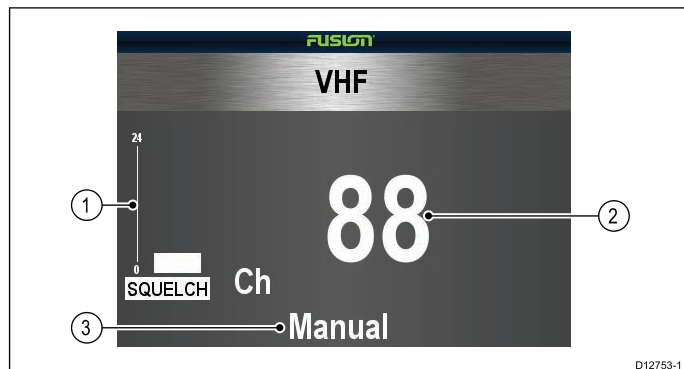 FUSION
VHF
24
1
88
2
0
SQUELCH
Ch
3
Manual
D12753-1